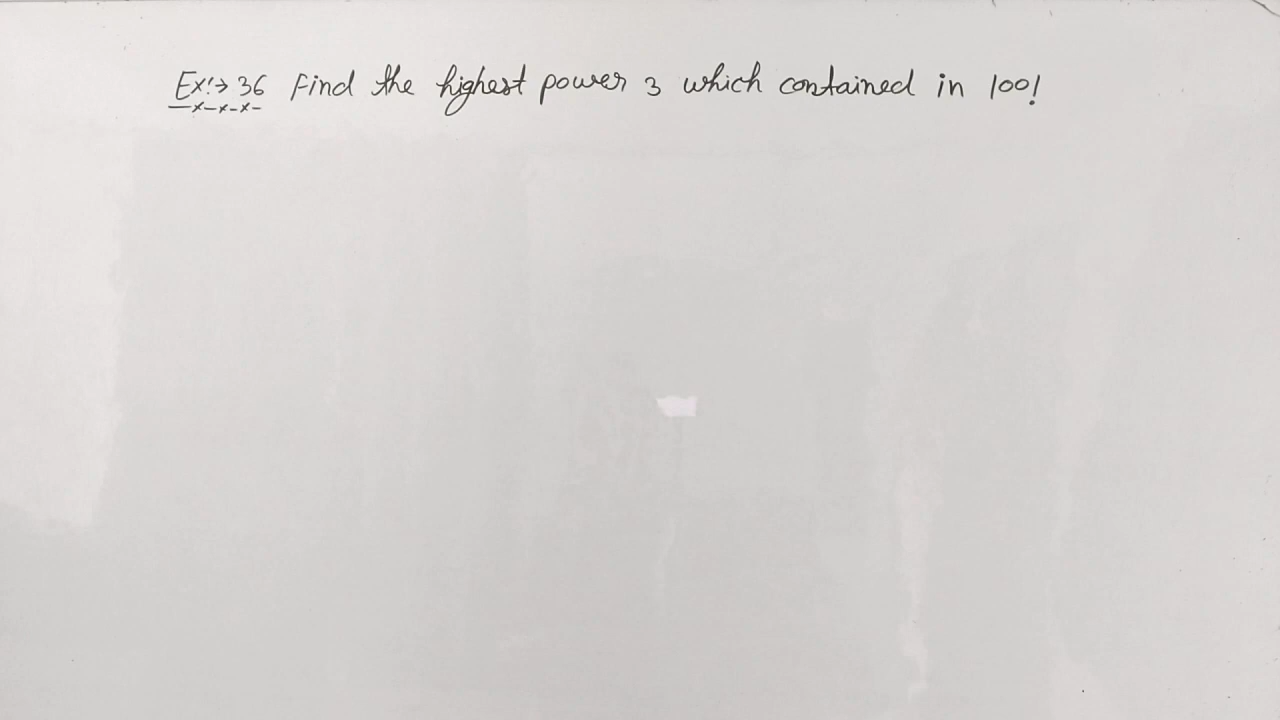 Ex:→ 36 Find the highest power 3 which contained in 100!